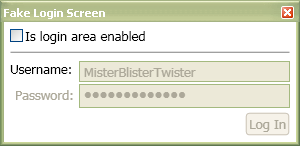 Fake Login Screen
Is login area enabled
Username: MisterBlisterTwister
Password: ●●●●●●●●●●●●●
Log In